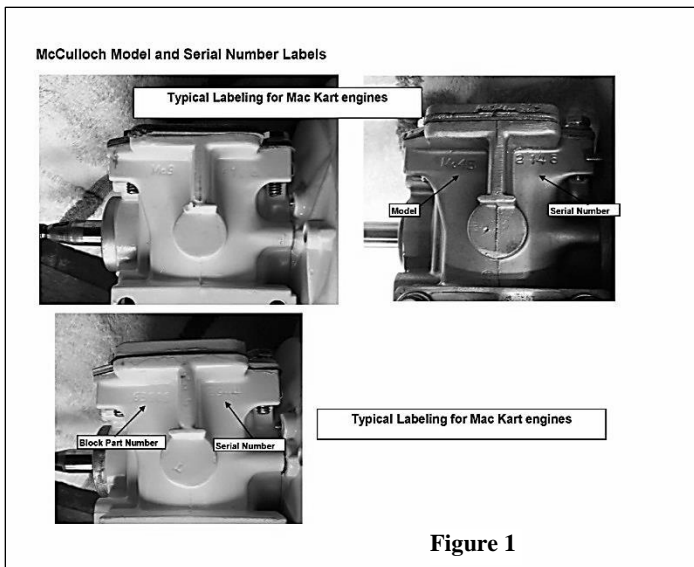 McCulloch Model and Serial Number Labels
Typical Labeling for Mac Kart engines
Model
Serial Number
Block Part Number
Serial Number
Typical Labeling for Mac Kart engines
Figure 1